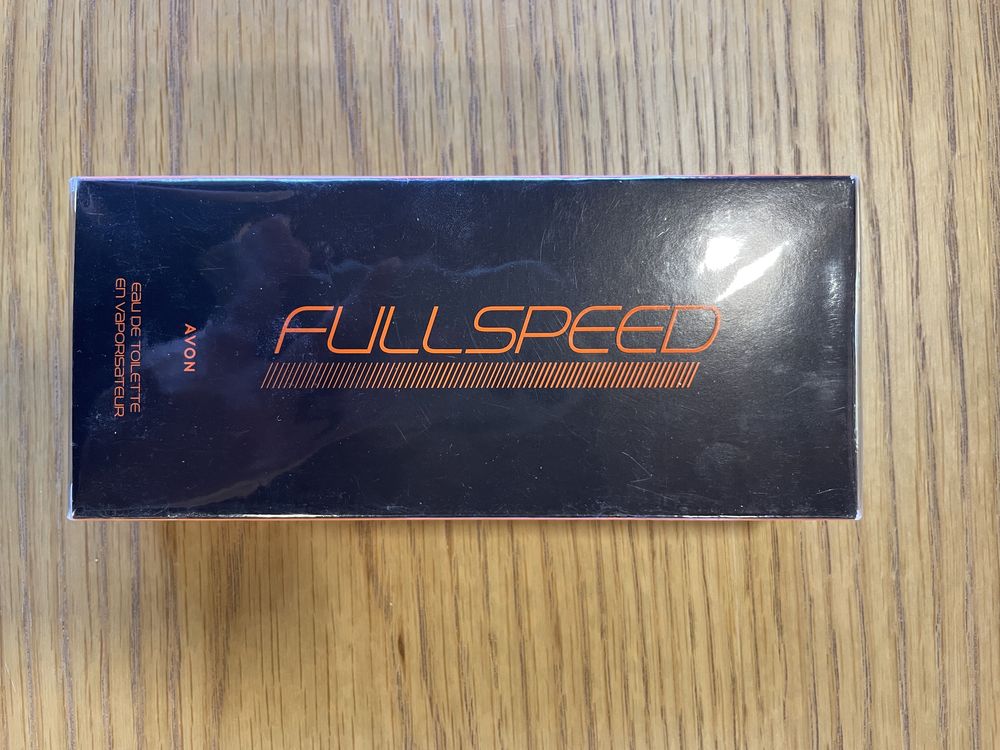 FULLSPEED
AVON
EAU DE TOILETTE
EN VAPORISATEUR